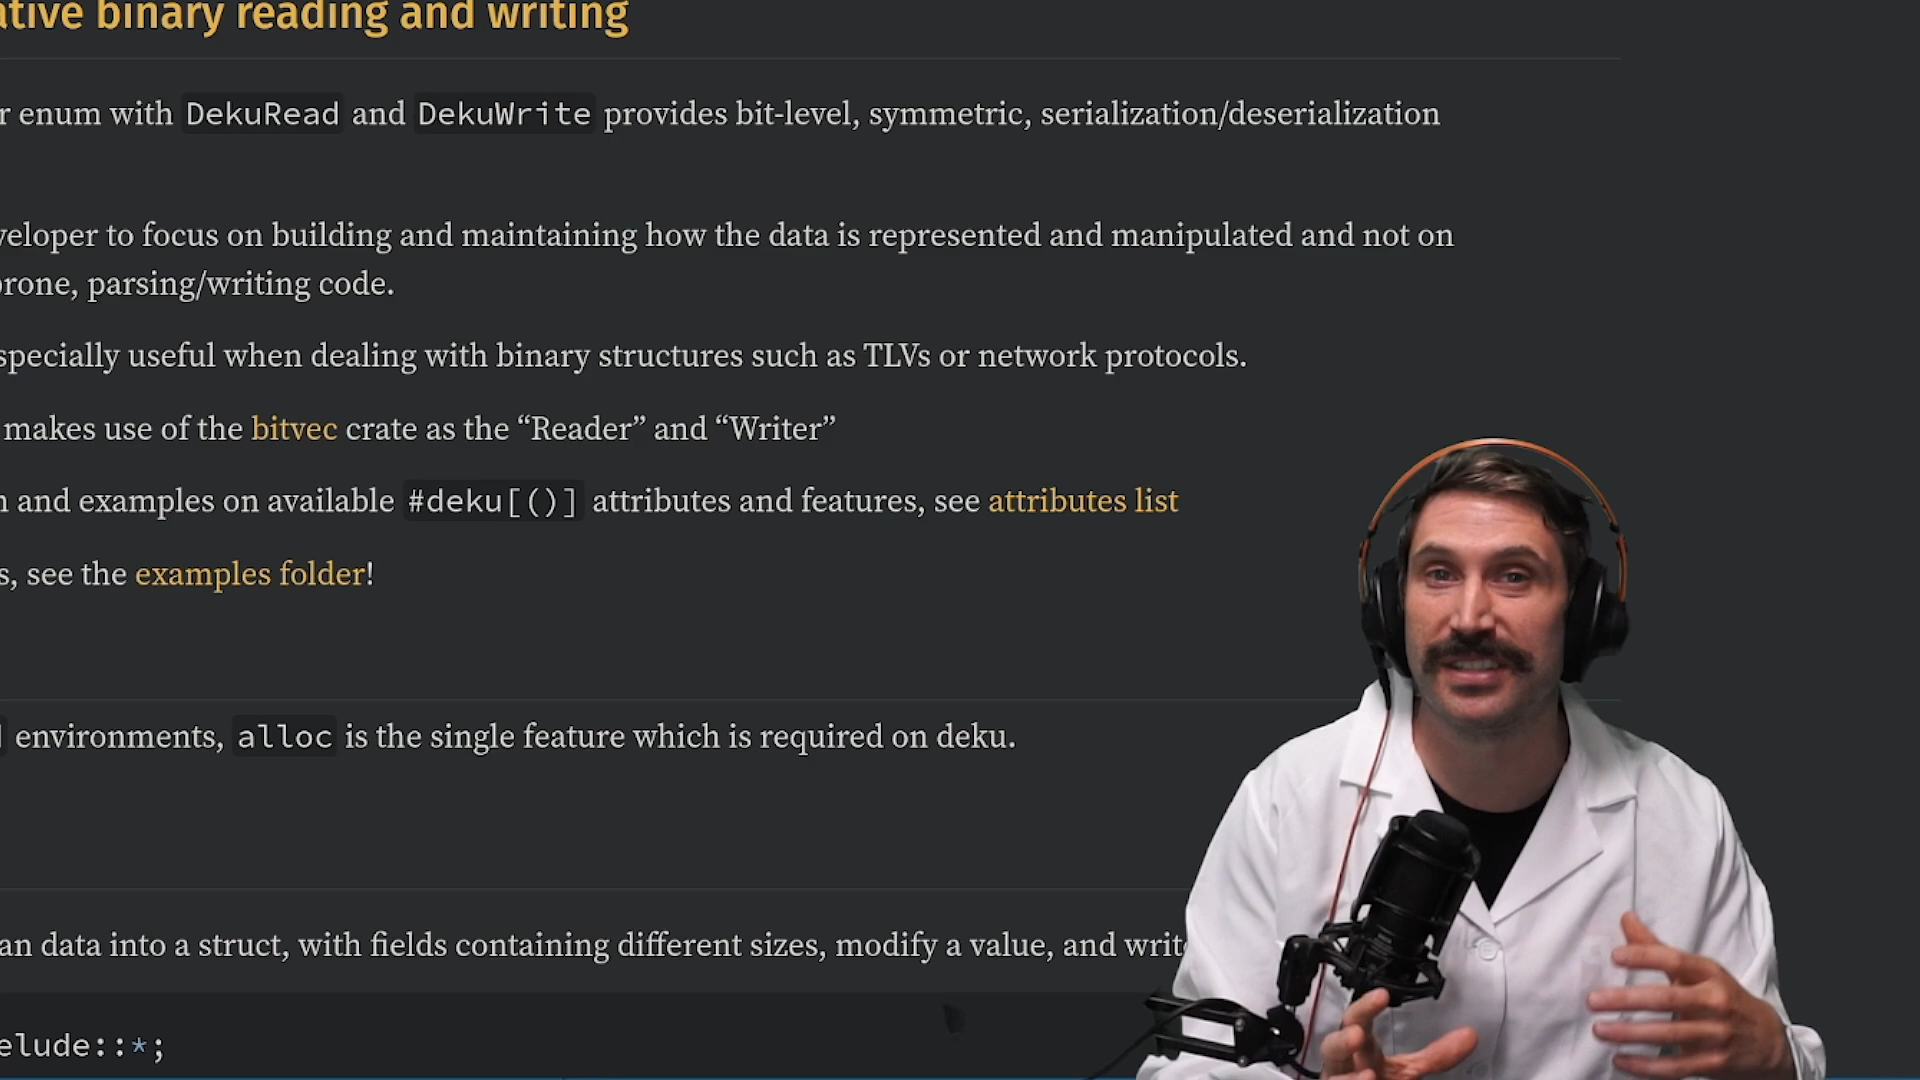 ative binary reading and writing
r enum with DekuRead and DekuWrite provides bit-level, symmetric, serialization/deserialization
veloper to focus on building and maintaining how the data is represented and manipulated and not on
prone, parsing/writing code.
specially useful when dealing with binary structures such as TLVs or network protocols.
makes use of the bitvec crate as the “Reader” and “Writer”
n and examples on available #deku[()] attributes and features, see attributes list
s, see the examples folder!
environments, alloc is the single feature which is required on deku.
an data into a struct, with fields containing different sizes, modify a value, and write
elude::*;